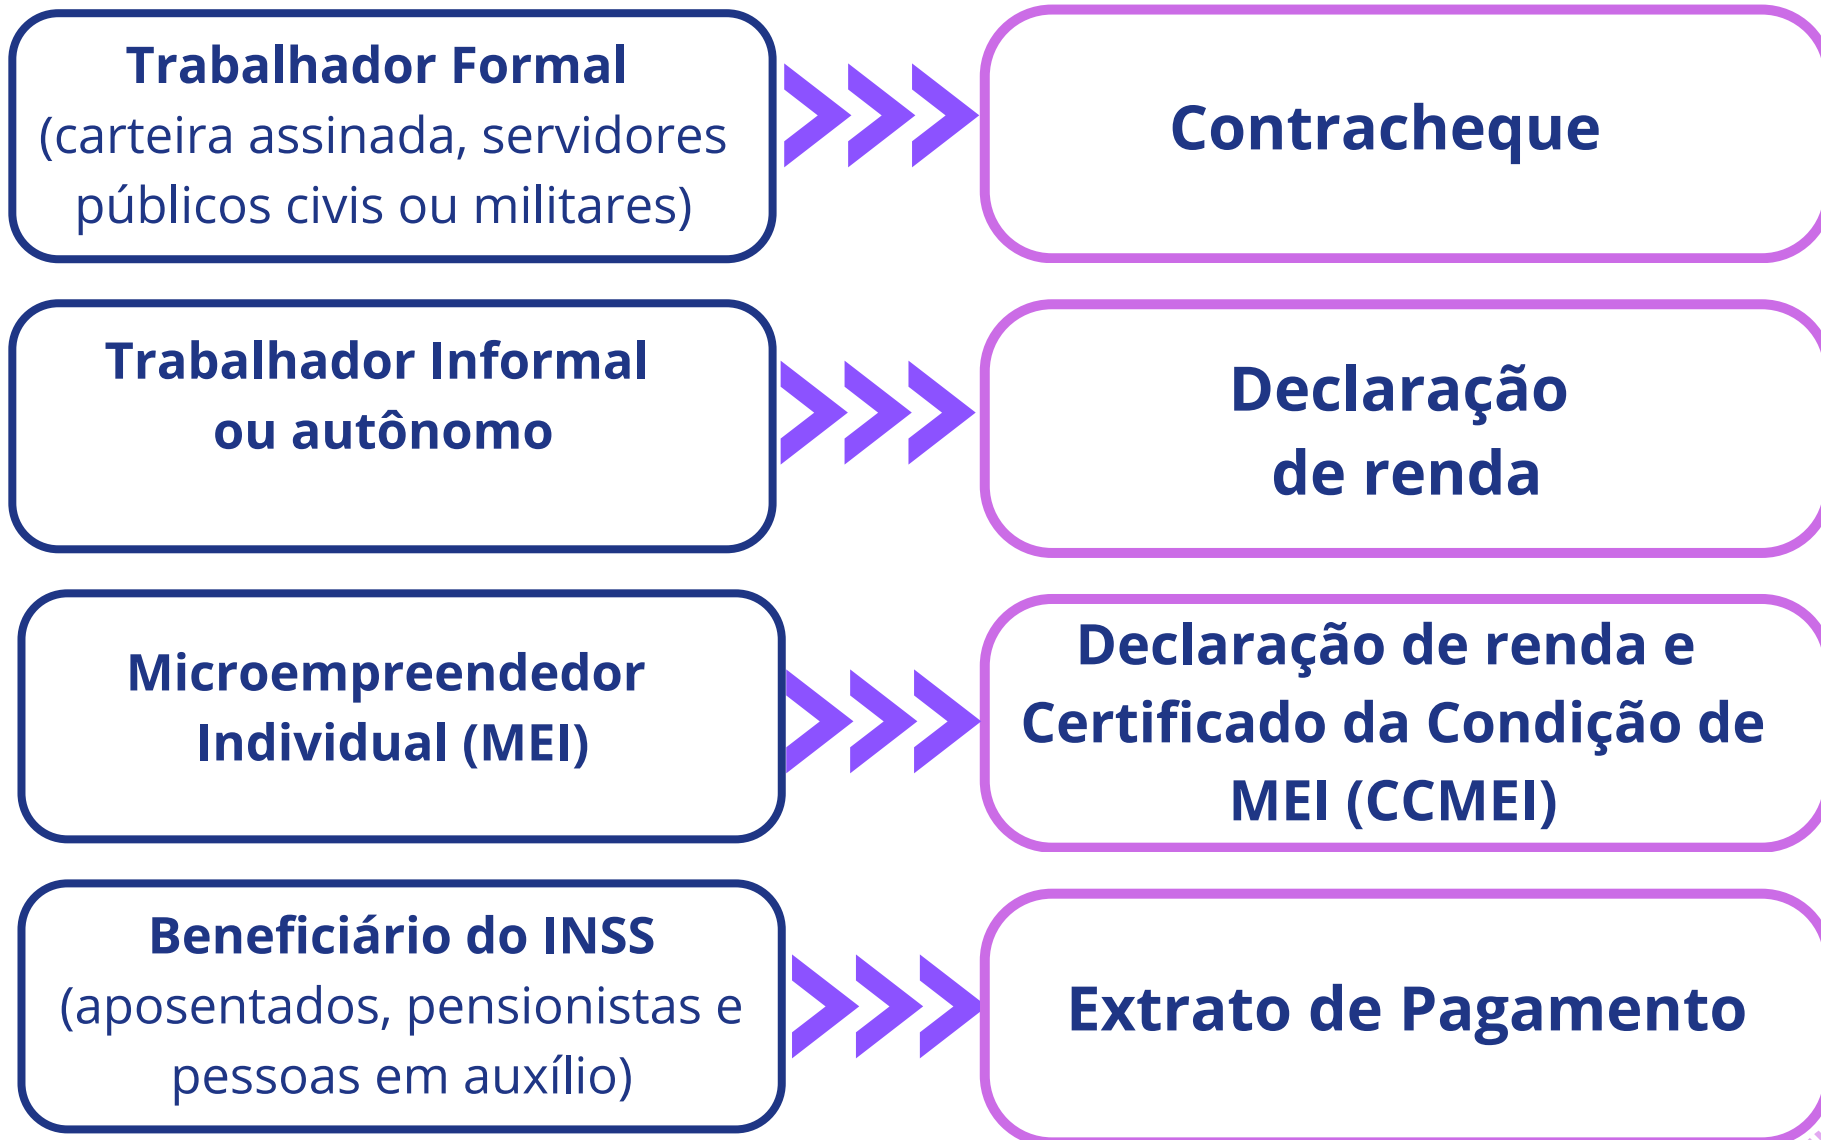 Trabalhador Formal
(carteira assinada, servidores
públicos civis ou militares)
Contracheque
Trabalhador Informal
ou autônomo
Declaração
de renda
Microempreendedor
Individual (MEI)
Declaração de renda e
Certificado da Condição de
MEI (CCMEI)
Beneficiário do INSS
(aposentados, pensionistas e
pessoas em auxílio)
Extrato de Pagamento